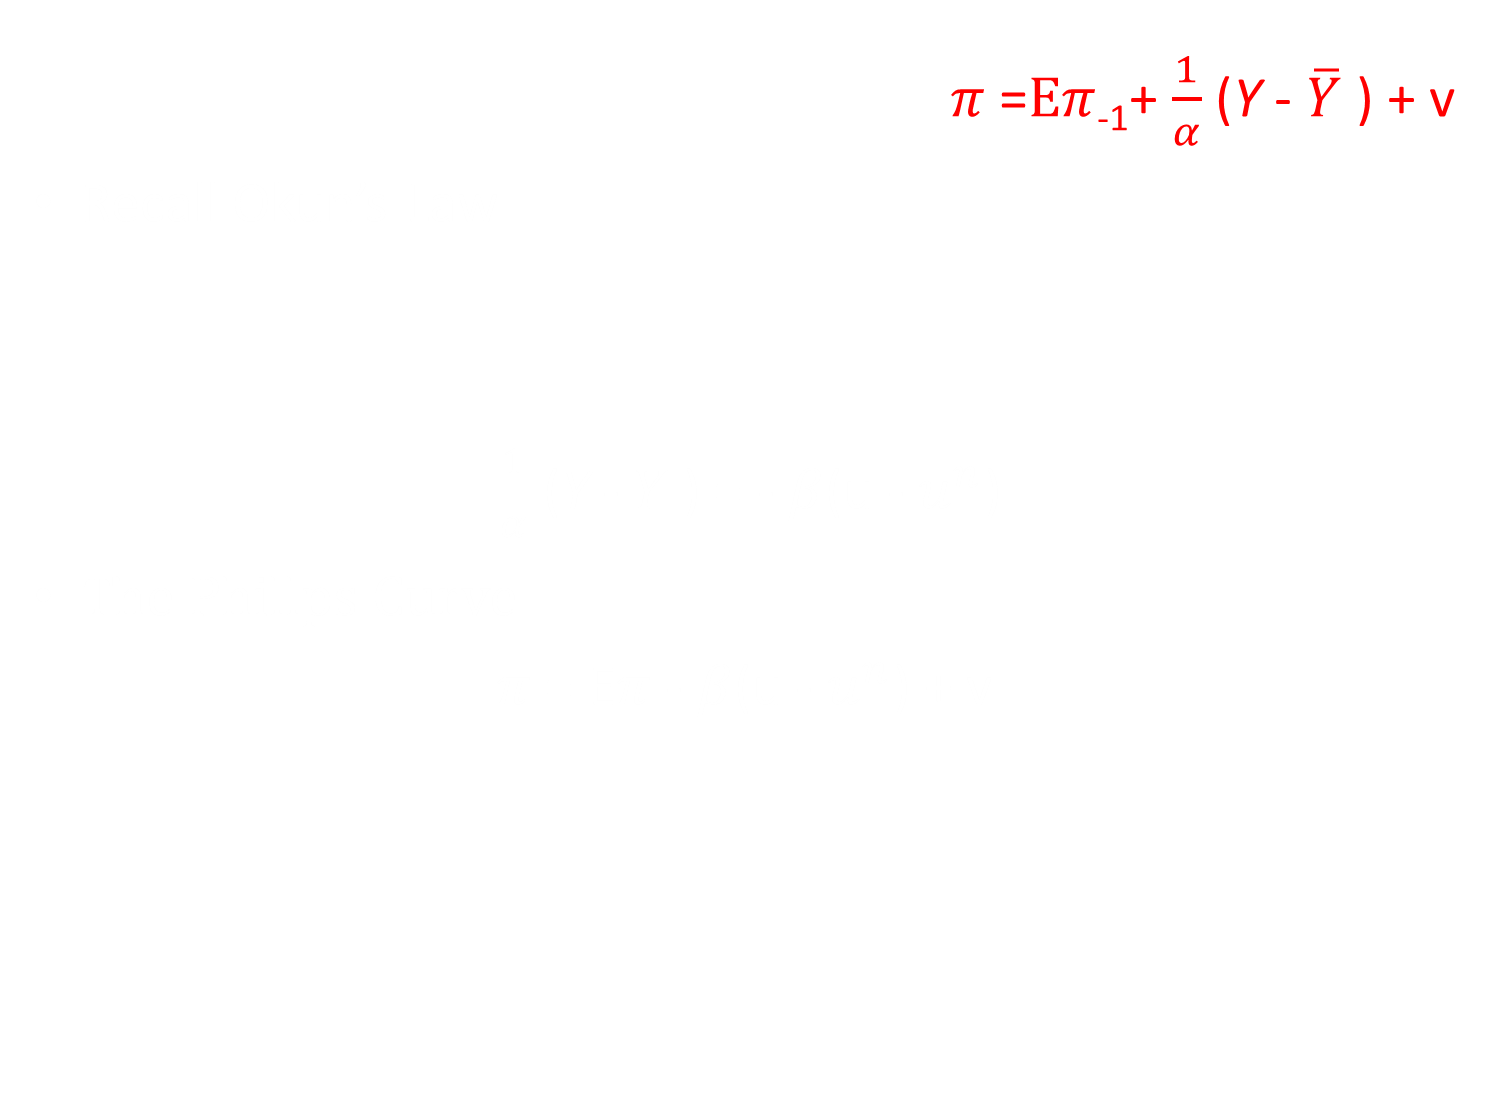 π =Eπ-1+ 1/α (Y - Ȳ ) + v